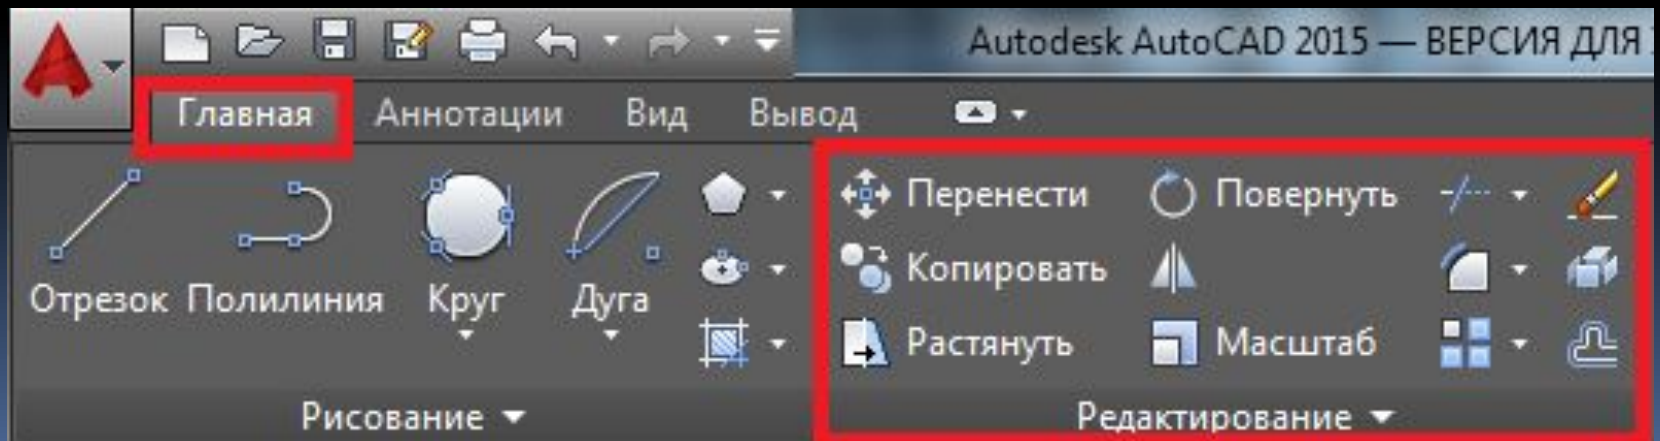 Autodesk AutoCAD 2015 — ВЕРСИЯ ДЛЯ
Главная Аннотации Вид Вывод
Перенести Повернуть
Копировать
Отрезок Полилиния Круг Дуга
Растянуть Масштаб
Рисование Редактирование